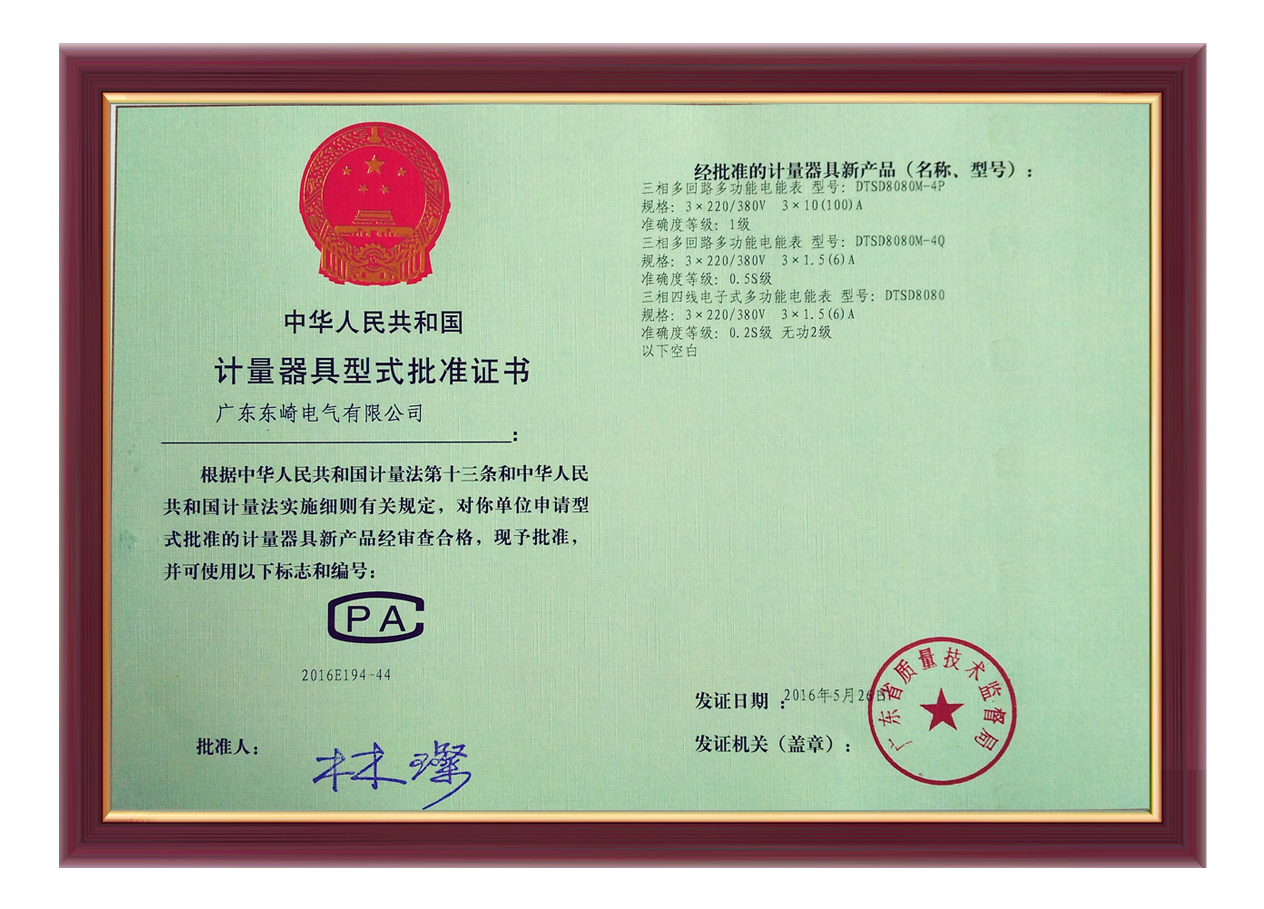 中华人民共和国
计量器具型式批准证书
广东东崎电气有限公司
：
根据中华人民共和国计量法第十三条和中华人民
共和国计量法实施细则有关规定，对你单位申请型
式批准的计量器具新产品经审查合格，现予批准，
并可使用以下标志和编号：
CPA
2016E194-44
批准人：
林璨
经批准的计量器具新产品（名称、型号）：
三相多回路多功能电能表 型号: DTSD8080M-4P
规格: 3×220/380V 3×10(100)A
准确度等级: 1级
三相多回路多功能电能表 型号: DTSD8080M-4Q
规格: 3×220/380V 3×1.5(6)A
准确度等级: 0.5S级
三相四线电子式多功能电能表 型号: DTSD8080
规格: 3×220/380V 3×1.5(6)A
准确度等级: 0.2S级 无功2级
以下空白
发证日期：2016年5月26日
发证机关（盖章）：
广东省质量技术监督局